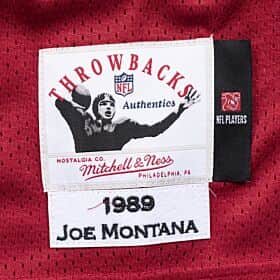 THROWBACKS
NFL
Authentics
NFL PLAYERS
NOSTALGIA CO.
Mitchell & Ness
PHILADELPHIA, PA
1989
JOE MONTANA